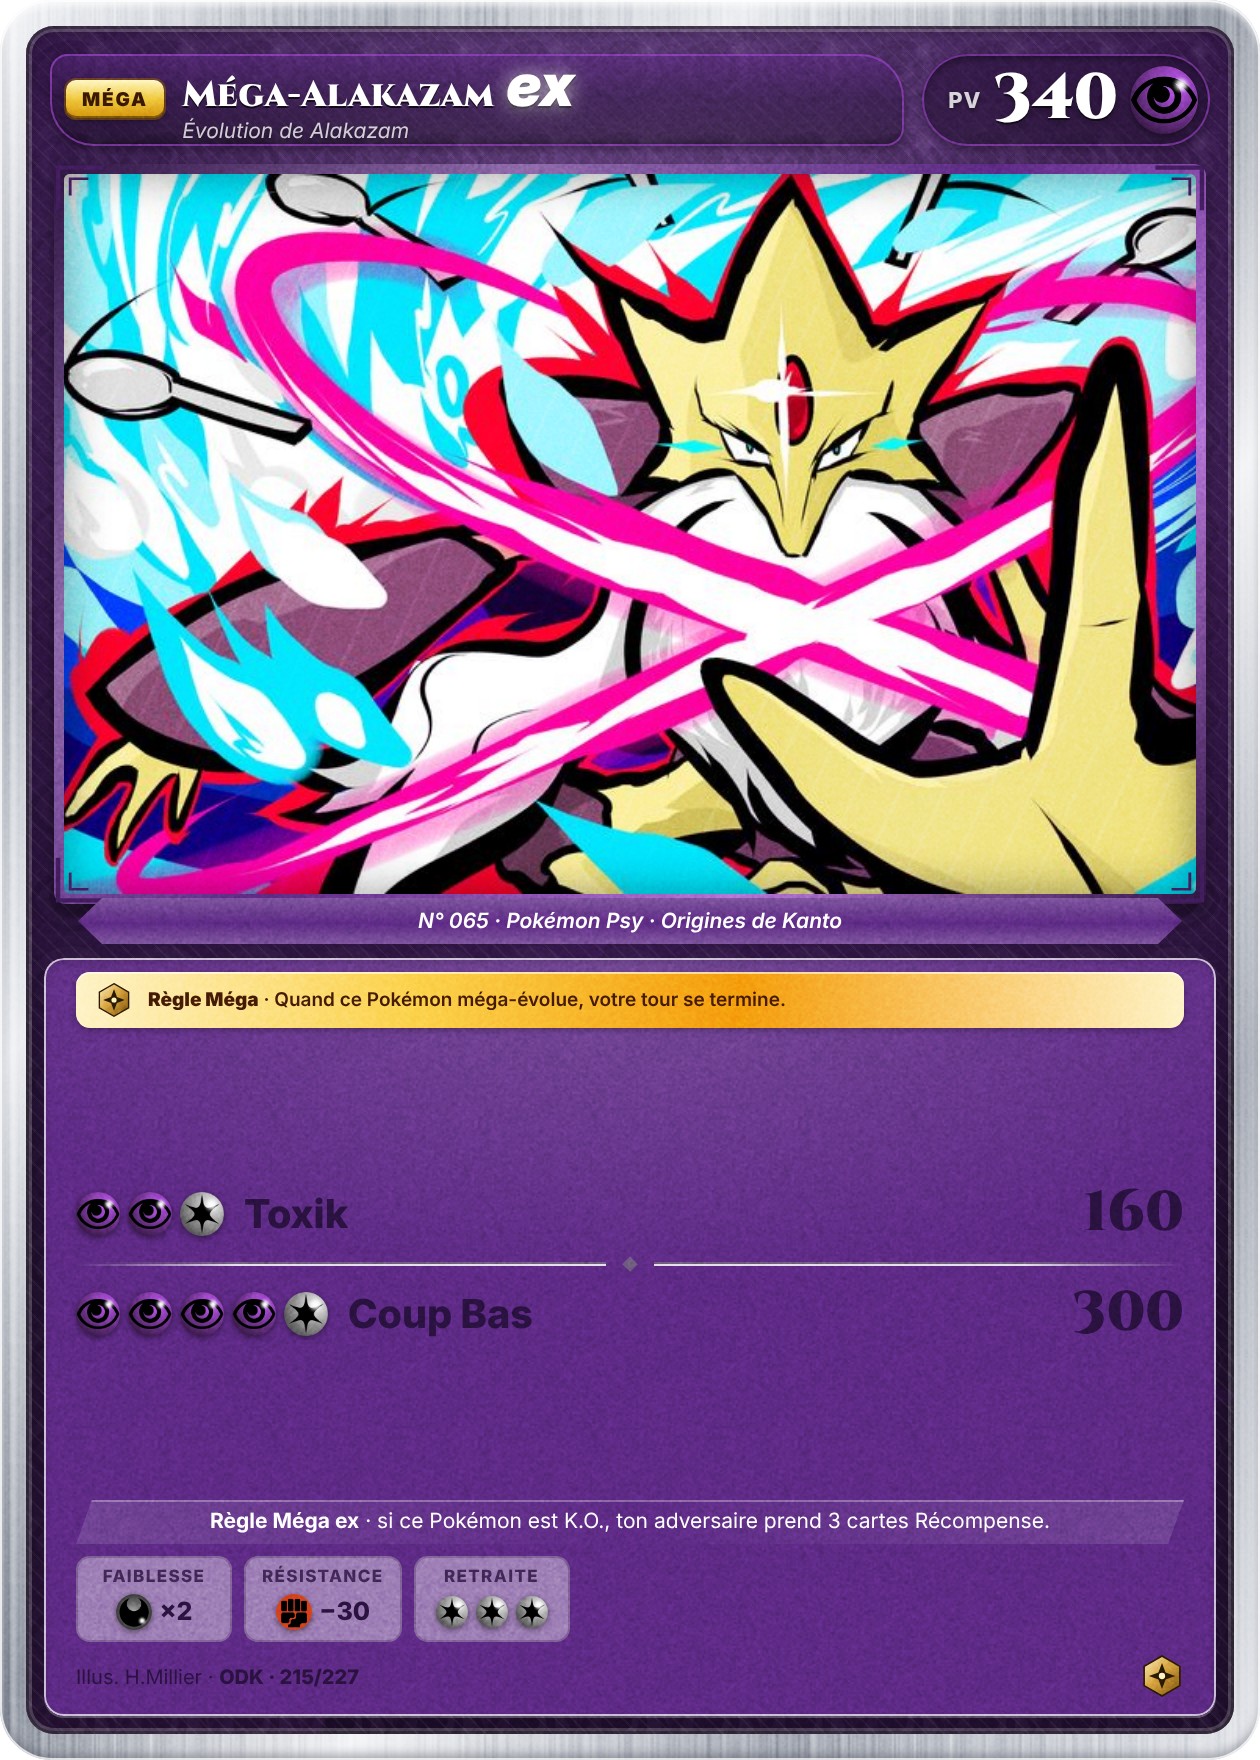 MÉGA
Méga-Alakazam ex
Évolution de Alakazam
PV 340
N° 065 · Pokémon Psy · Origines de Kanto
Règle Méga · Quand ce Pokémon méga-évolue, votre tour se termine.
Toxik 160
Coup Bas 300
Règle Méga ex · si ce Pokémon est K.O., ton adversaire prend 3 cartes Récompense.
FAIBLESSE
×2
RÉSISTANCE
−30
RETRAITE
Illus. H.Millier · ODK · 215/227